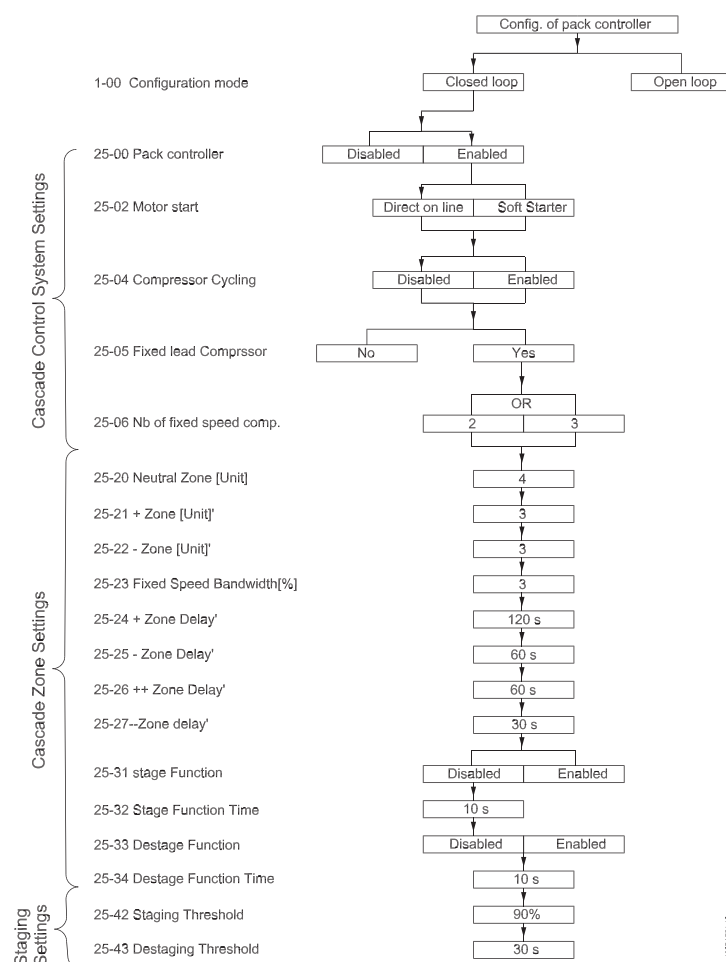 Config. of pack controller
1-00 Configuration mode
Closed loop
Open loop
25-00 Pack controller
Disabled
Enabled
25-02 Motor start
Direct on line
Soft Starter
25-04 Compressor Cycling
Disabled
Enabled
25-05 Fixed lead Comprssor
No
Yes
OR
25-06 Nb of fixed speed comp.
2
3
Cascade Control System Settings
25-20 Neutral Zone [Unit]
4
25-21 + Zone [Unit]'
3
25-22 - Zone [Unit]'
3
25-23 Fixed Speed Bandwidth[%]
3
25-24 + Zone Delay'
120 s
25-25 - Zone Delay'
60 s
25-26 ++ Zone Delay'
60 s
25-27--Zone delay'
30 s
25-31 stage Function
Disabled
Enabled
25-32 Stage Function Time
10 s
25-33 Destage Function
Disabled
Enabled
25-34 Destage Function Time
10 s
Cascade Zone Settings
25-42 Staging Threshold
90%
25-43 Destaging Threshold
30 s
Staging
Settings